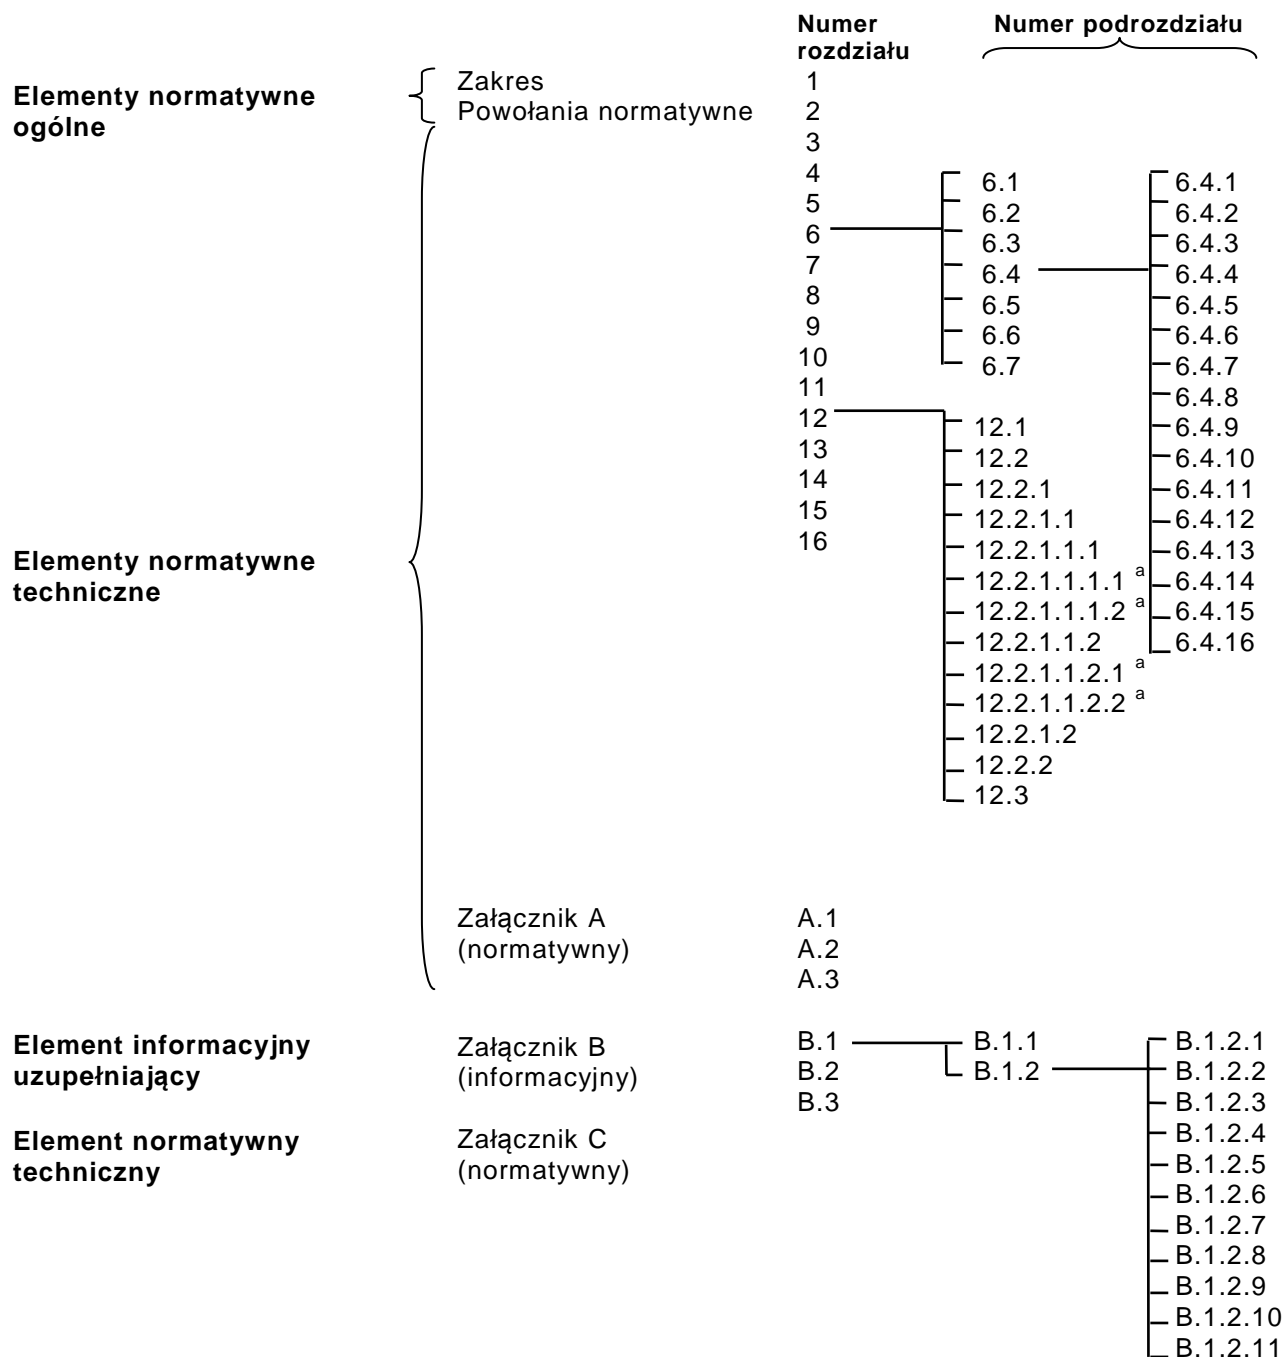 Numer rozdziału
Numer podrozdziału
Elementy normatywne
ogólne
Zakres
Powołania normatywne
1
2
3
4
5
6
7
8
9
10
11
12
13
14
15
16
6.1
6.2
6.3
6.4
6.5
6.6
6.7
6.4.1
6.4.2
6.4.3
6.4.4
6.4.5
6.4.6
6.4.7
6.4.8
6.4.9
6.4.10
6.4.11
6.4.12
6.4.13
6.4.14
6.4.15
6.4.16
12.1
12.2
12.2.1
12.2.1.1
12.2.1.1.1
12.2.1.1.1.1 a
12.2.1.1.1.2 a
12.2.1.1.2
12.2.1.1.2.1 a
12.2.1.1.2.2 a
12.2.1.2
12.2.2
12.3
Elementy normatywne
techniczne
Załącznik A
(normatywny)
A.1
A.2
A.3
Element informacyjny
uzupełniający
Załącznik B
(informacyjny)
B.1
B.2
B.3
B.1.1
B.1.2
B.1.2.1
B.1.2.2
B.1.2.3
B.1.2.4
B.1.2.5
B.1.2.6
B.1.2.7
B.1.2.8
B.1.2.9
B.1.2.10
B.1.2.11
Element normatywny
techniczny
Załącznik C
(normatywny)